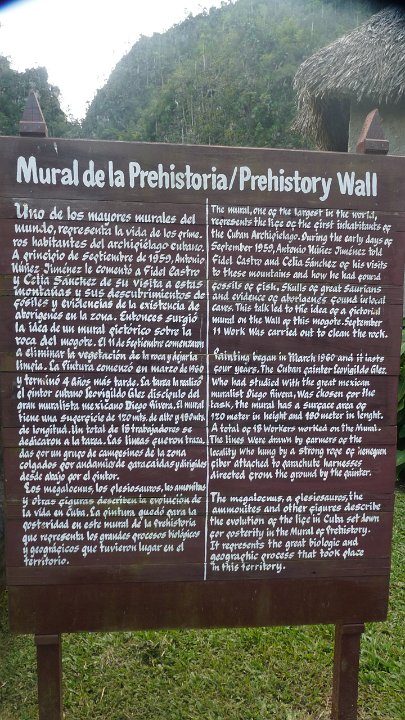 Mural de la Prehistoria/Prehistory Wall
Uno de los mayores murales del
mundo, representa la vida de los prime
ros habitantes del archipiélago cubano.
A principio de Septiembre de 1959, Antonio
Núñez Jiménez le comentó a Fidel Castro
y Celia Sánchez de su visita a estas
montañas y sus descubrimientos de
fósiles y evidencias de la existencia de
aborígenes en la zona. Entonces surgió
la idea de un mural pictórico sobre la
roca del mogote. El 11 de Septiembre comenzaron
a eliminar la vegetación de la roca y dejarla
limpia. La Pintura comenzó en marzo de 1960
y terminó 4 años más tarde. La tarea la realizó
el pintor cubano Leovigildo Glez discípulo del
gran muralista mexicano Diego Rivera. El mural
tiene una superficie de 120 mts. de alto y 180 mts.
de longitud. Un total de 18 trabajadores se
dedicaron a la tarea. Las líneas fueron traza
das por un grupo de campesinos de la zona
colgados por andamio de paracaidas y dirigidos
desde abajo por el pintor.
Los megalocnus, los plesiosauros, las amonitas
y otras figuras describen la evolución de
la vida en Cuba. La pintura quedó para la
posteridad en este mural de la Prehistoria
que representa los grandes procesos biológicos
y geográficos que tuvieron lugar en el
territorio.
The mural, one of the largest in the world,
represents the life of the first inhabitants of
the Cuban Archipiélago. During the early days of
September 1959, Antonio Núñez Jiménez told
Fidel Castro and Celia Sánchez of his visits
to these mountains and how he had found
fossils of fish. Skulls of great Saurians
and evidence of aborigenes found in local
caves. This talk led to the idea of a pictorial
mural on the Wall of this mogote. September
11 Work was carried out to clean the rock.
Painting began in March 1960 and it lasts
four years. The Cuban painter Leovigildo Glez.
Who had studied with the great mexican
muralist Diego Rivera, was chosen for the
task, the mural has a surface area of
120 meter in height and 180 meter in lenght.
A total of 18 Workers worked on the Mural.
The lines were drawn by farmers of the
locality who hung by a strong rope of henequen
fiber attached to parachute harnesses
directed from the ground by the painter.
The megalocnus, a plesiosaures, the
ammonites and other figures describe
the evolution of the life in Cuba set down
for posterity in the Mural of Prehistory.
It represents the great biologic and
geographic process that took place
in this territory.